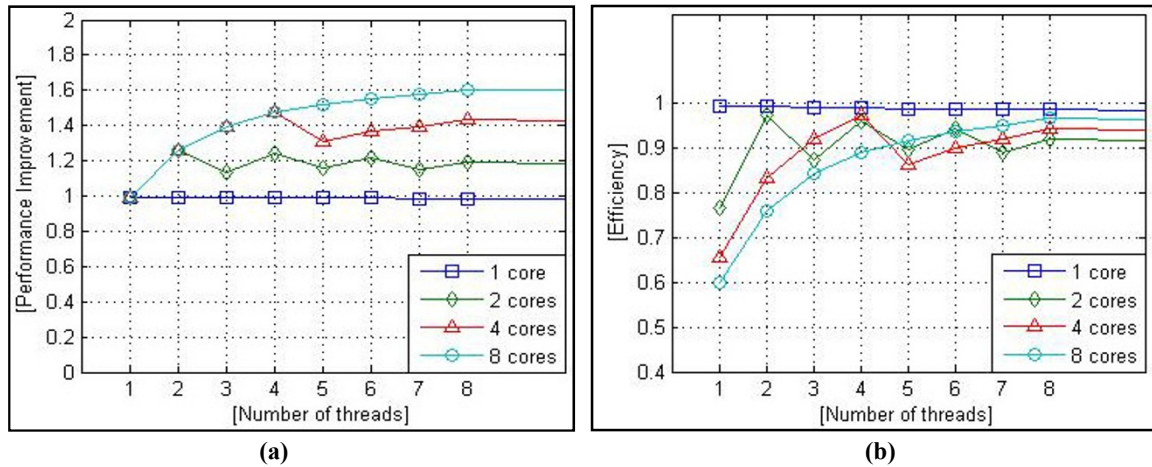 2
1.8
1.6
1.4
1.2
1
0.8
0.6
0.4
0.2
0
[Performance Improvement]
1 core
2 cores
4 cores
8 cores
1 2 3 4 5 6 7 8
[Number of threads]
(a)
1
0.9
0.8
0.7
0.6
0.5
0.4
[Efficiency]
1 core
2 cores
4 cores
8 cores
1 2 3 4 5 6 7 8
[Number of threads]
(b)